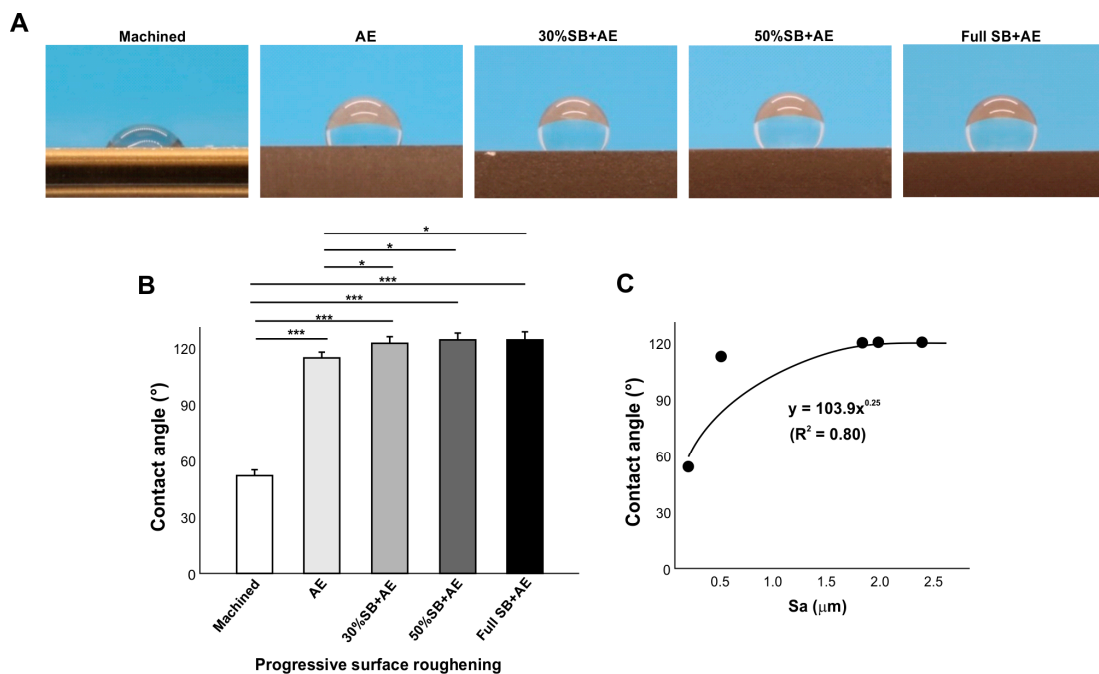 A
Machined
AE
30%SB+AE
50%SB+AE
Full SB+AE
B
*
*
*
***
***
***
***
Contact angle (°)
120
90
60
30
0
Machined
AE
30%SB+AE
50%SB+AE
Full SB+AE
Progressive surface roughening
C
Contact angle (°)
120
90
60
30
0
y = 103.9x^0.25
(R² = 0.80)
0.5
1.0
1.5
2.0
2.5
Sa (μm)